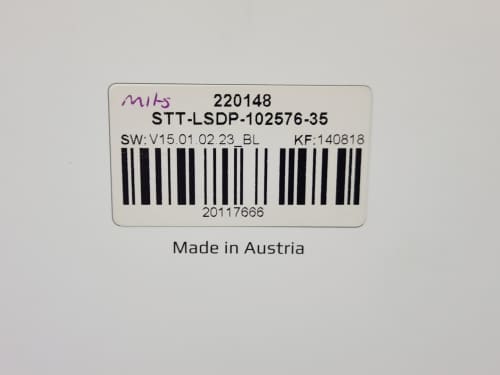 Mits 220148
STT-LSDP-102576-35
SW:V15.01.02.23_BL KF:140818
20117666
Made in Austria